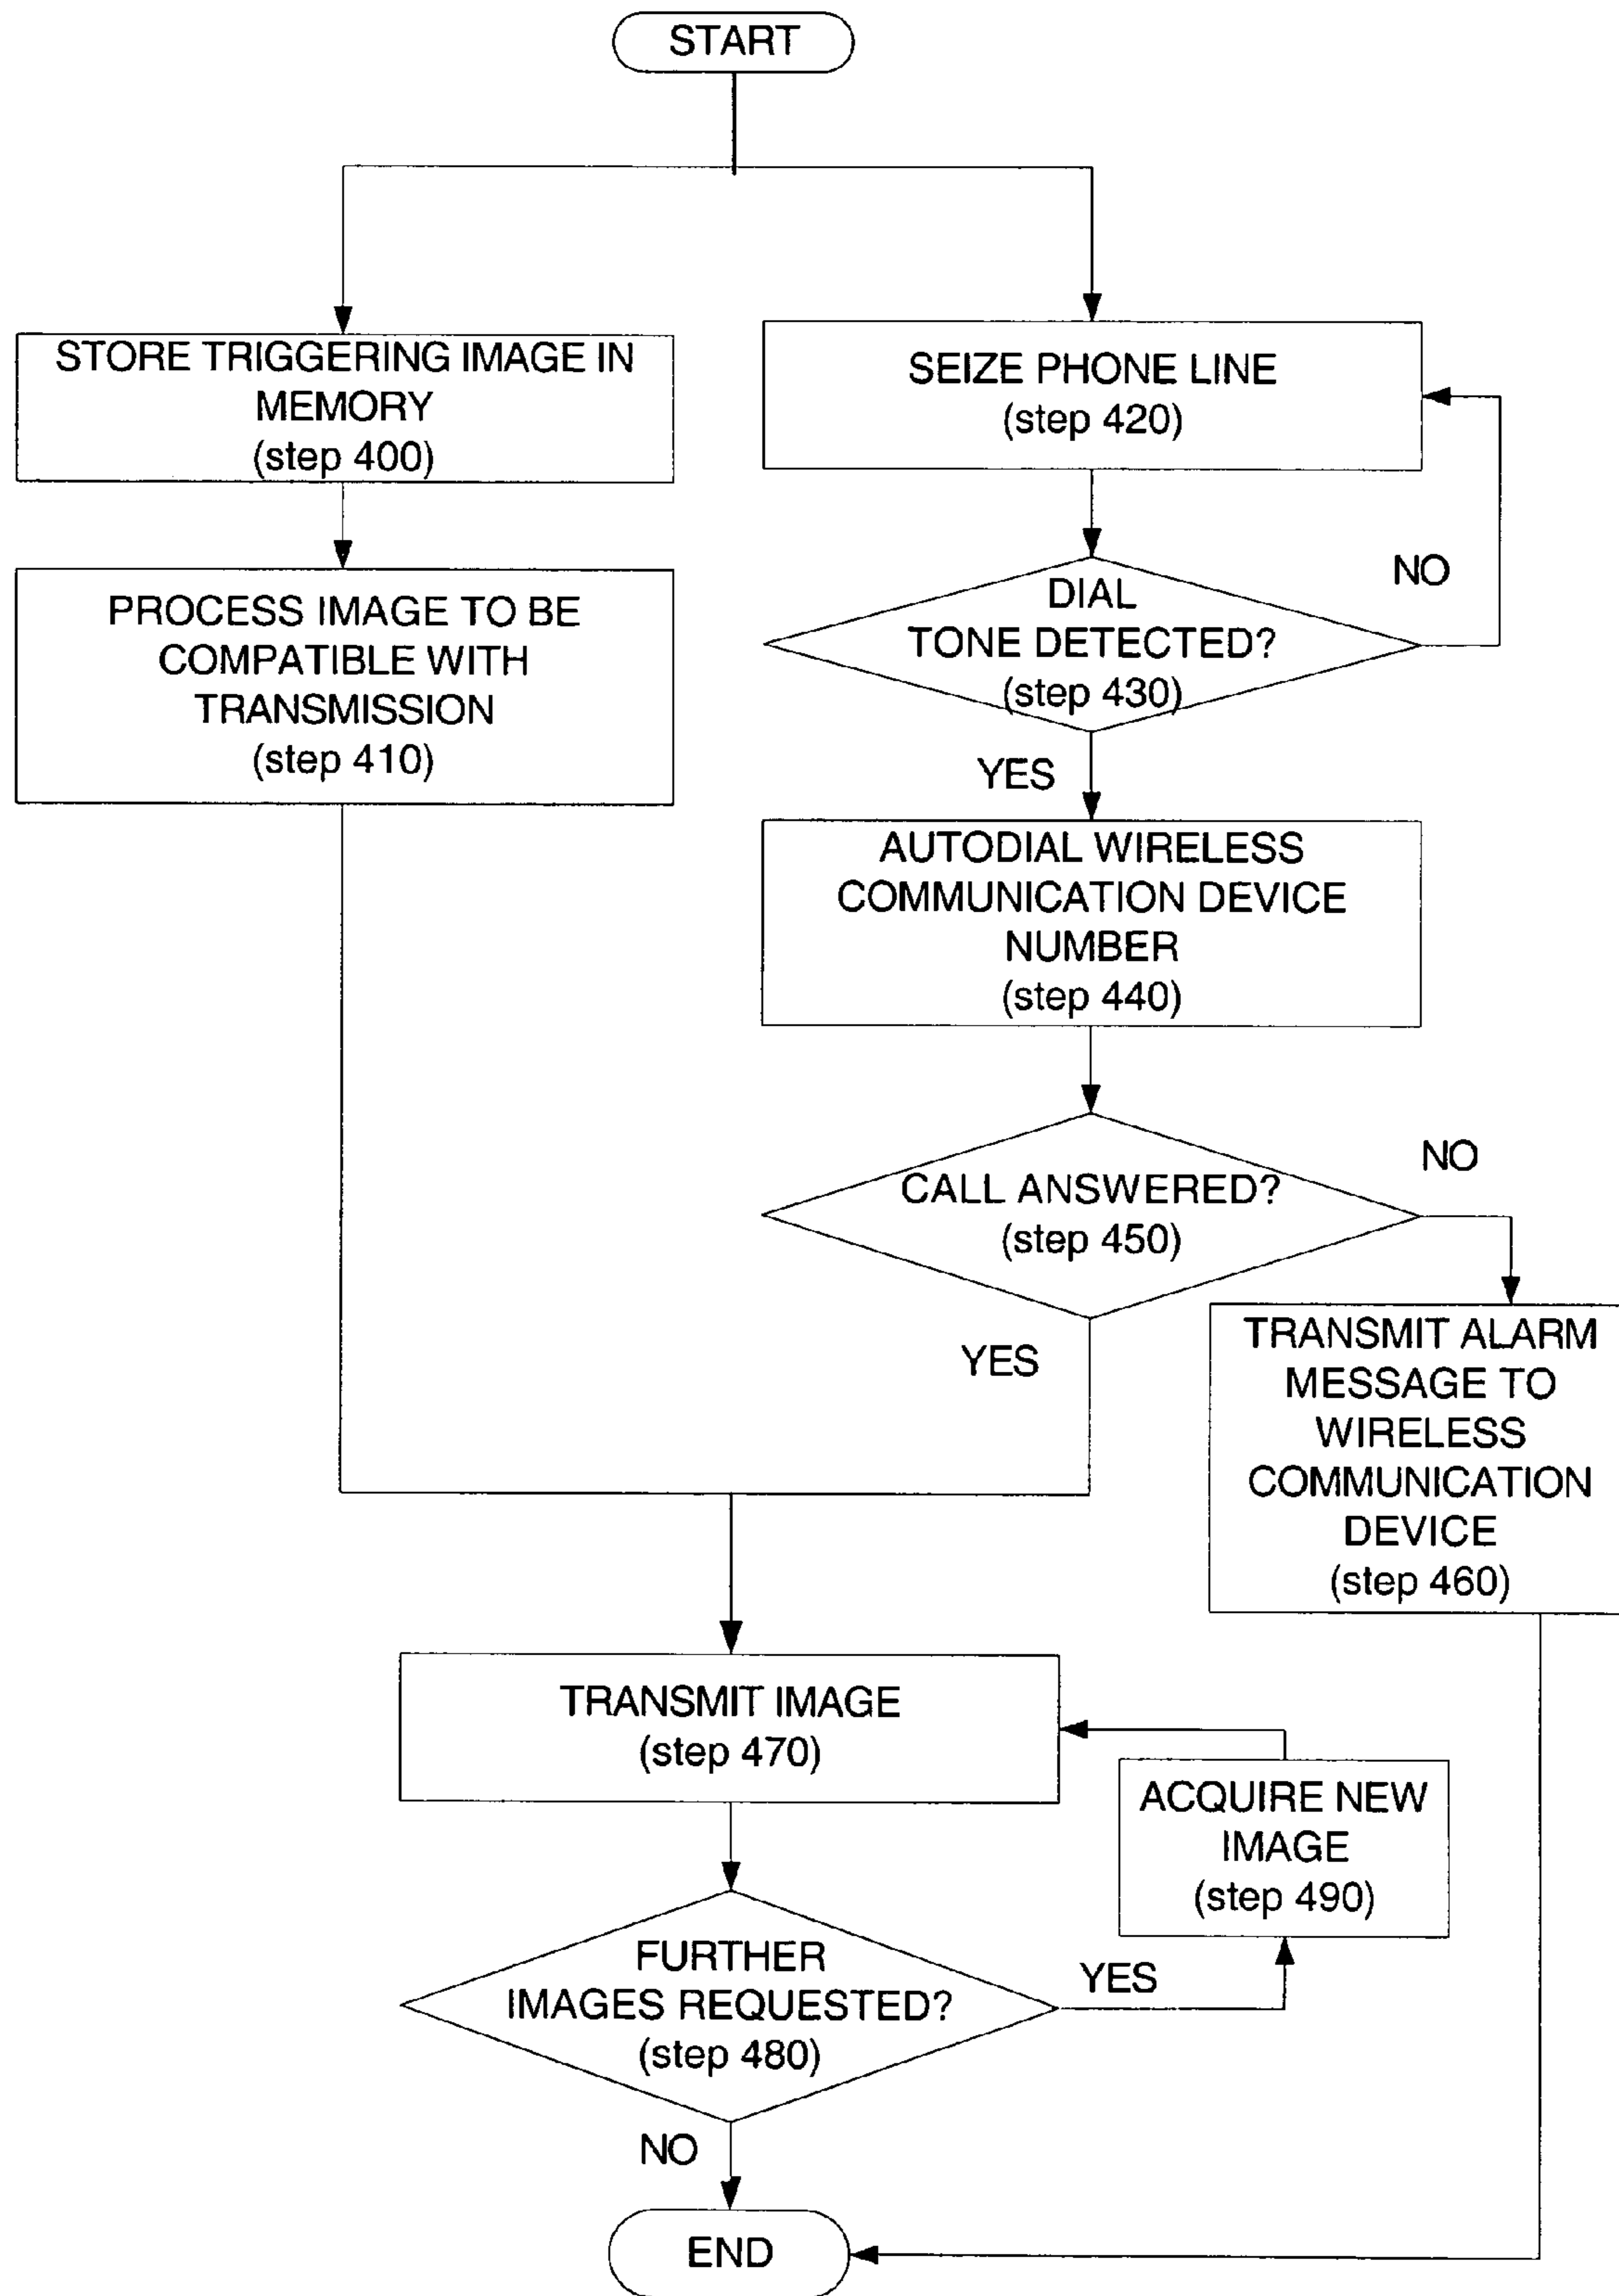 START
STORE TRIGGERING IMAGE IN
MEMORY
(step 400)
PROCESS IMAGE TO BE
COMPATIBLE WITH
TRANSMISSION
(step 410)
SEIZE PHONE LINE
(step 420)
NO
DIAL
TONE DETECTED?
(step 430)
YES
AUTODIAL WIRELESS
COMMUNICATION DEVICE
NUMBER
(step 440)
NO
CALL ANSWERED?
(step 450)
YES
TRANSMIT ALARM
MESSAGE TO
WIRELESS
COMMUNICATION
DEVICE
(step 460)
TRANSMIT IMAGE
(step 470)
ACQUIRE NEW
IMAGE
(step 490)
FURTHER
IMAGES REQUESTED?
(step 480)
YES
NO
END